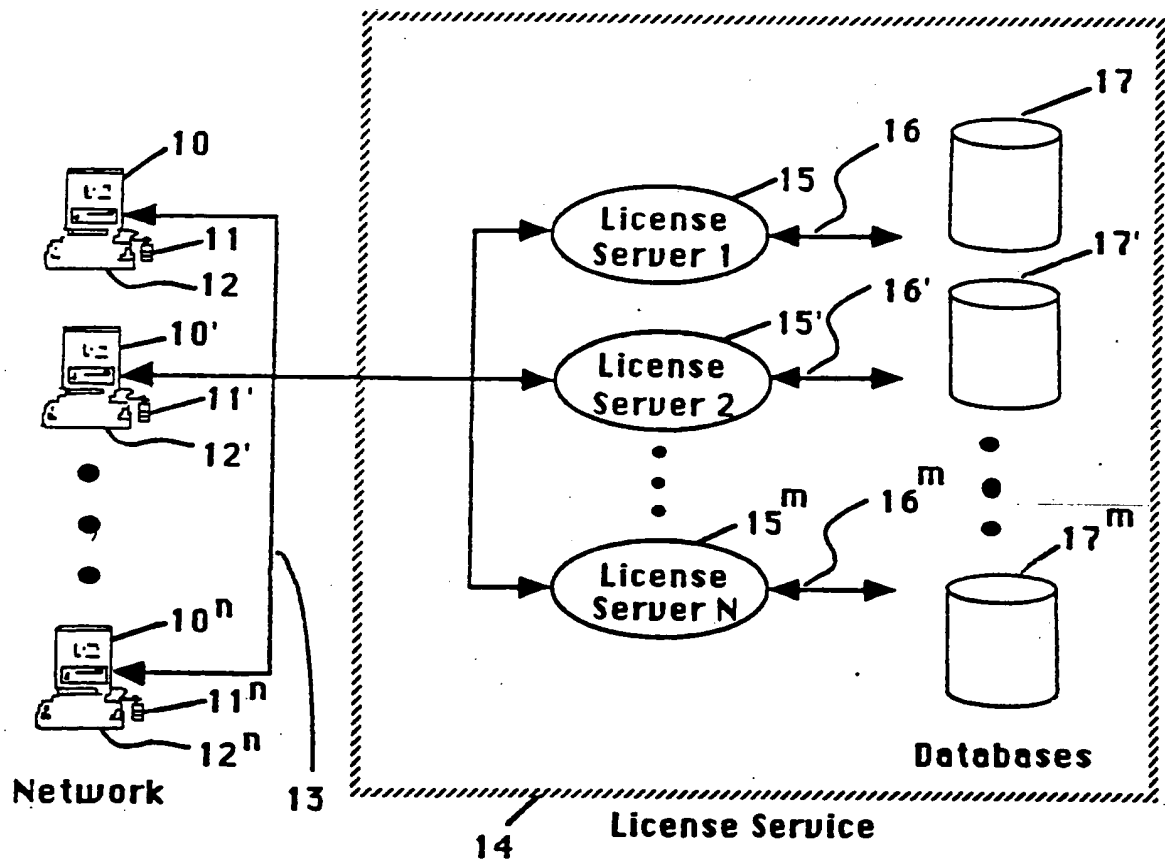 17
10
16
15
License
Server 1
11
12
17'
16'
10'
15'
License
Server 2
11'
12'
16^m
15^m
17^m
License
Server N
10^n
11^n
12^n
Databases
Network
13
14
License Service